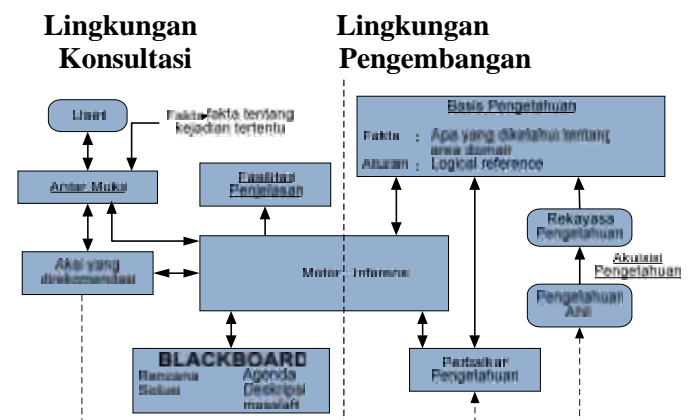 Lingkungan
Konsultasi
Lingkungan
Pengembangan
User
Fakta-fakta tentang
kejadian tertentu
Basis Pengetahuan
Fakta : Apa yang diketahui tentang
area domain
Aturan : Logical reference
Antar Muka
Fasilitas
Penjelasan
Rekayasa
Pengetahuan
Akuisisi
Pengetahuan
Aksi yang
direkomendasi
Motor Inferensi
Pengetahuan
Ahli
BLACKBOARD
Rencana Agenda
Solusi Deskripsi
masalah
Perbaikan
Pengetahuan